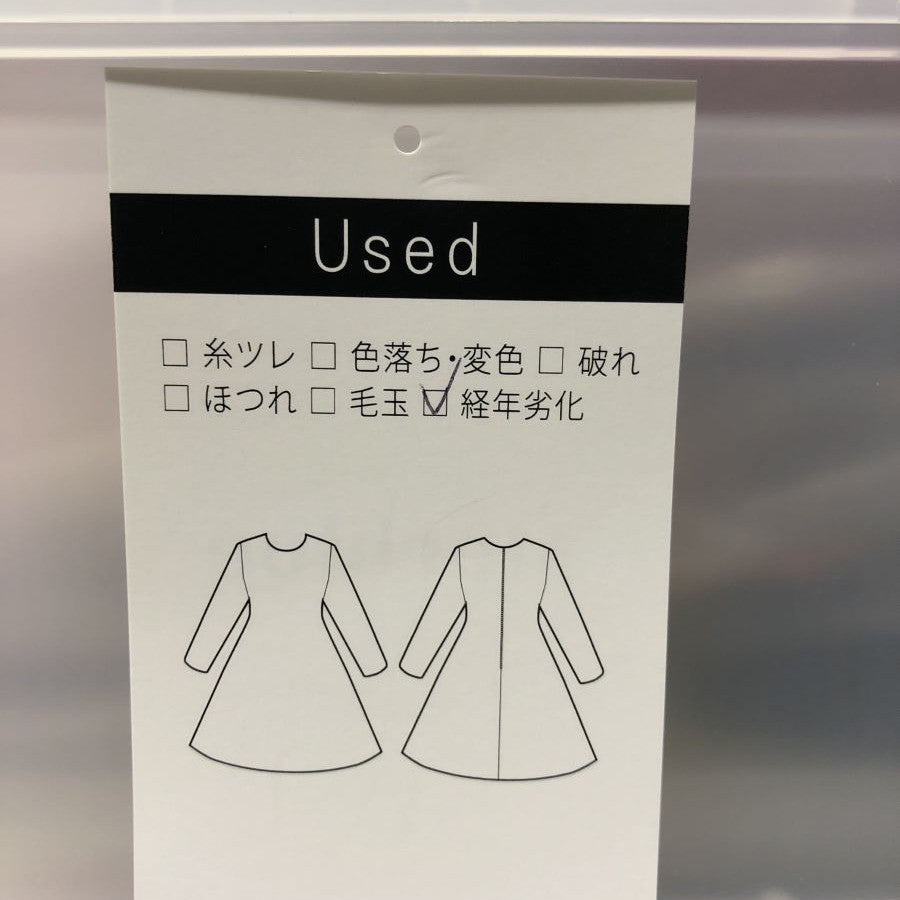 Used
□ 糸ツレ □ 色落ち・変色 □ 破れ
□ ほつれ □ 毛玉 ☑ 経年劣化